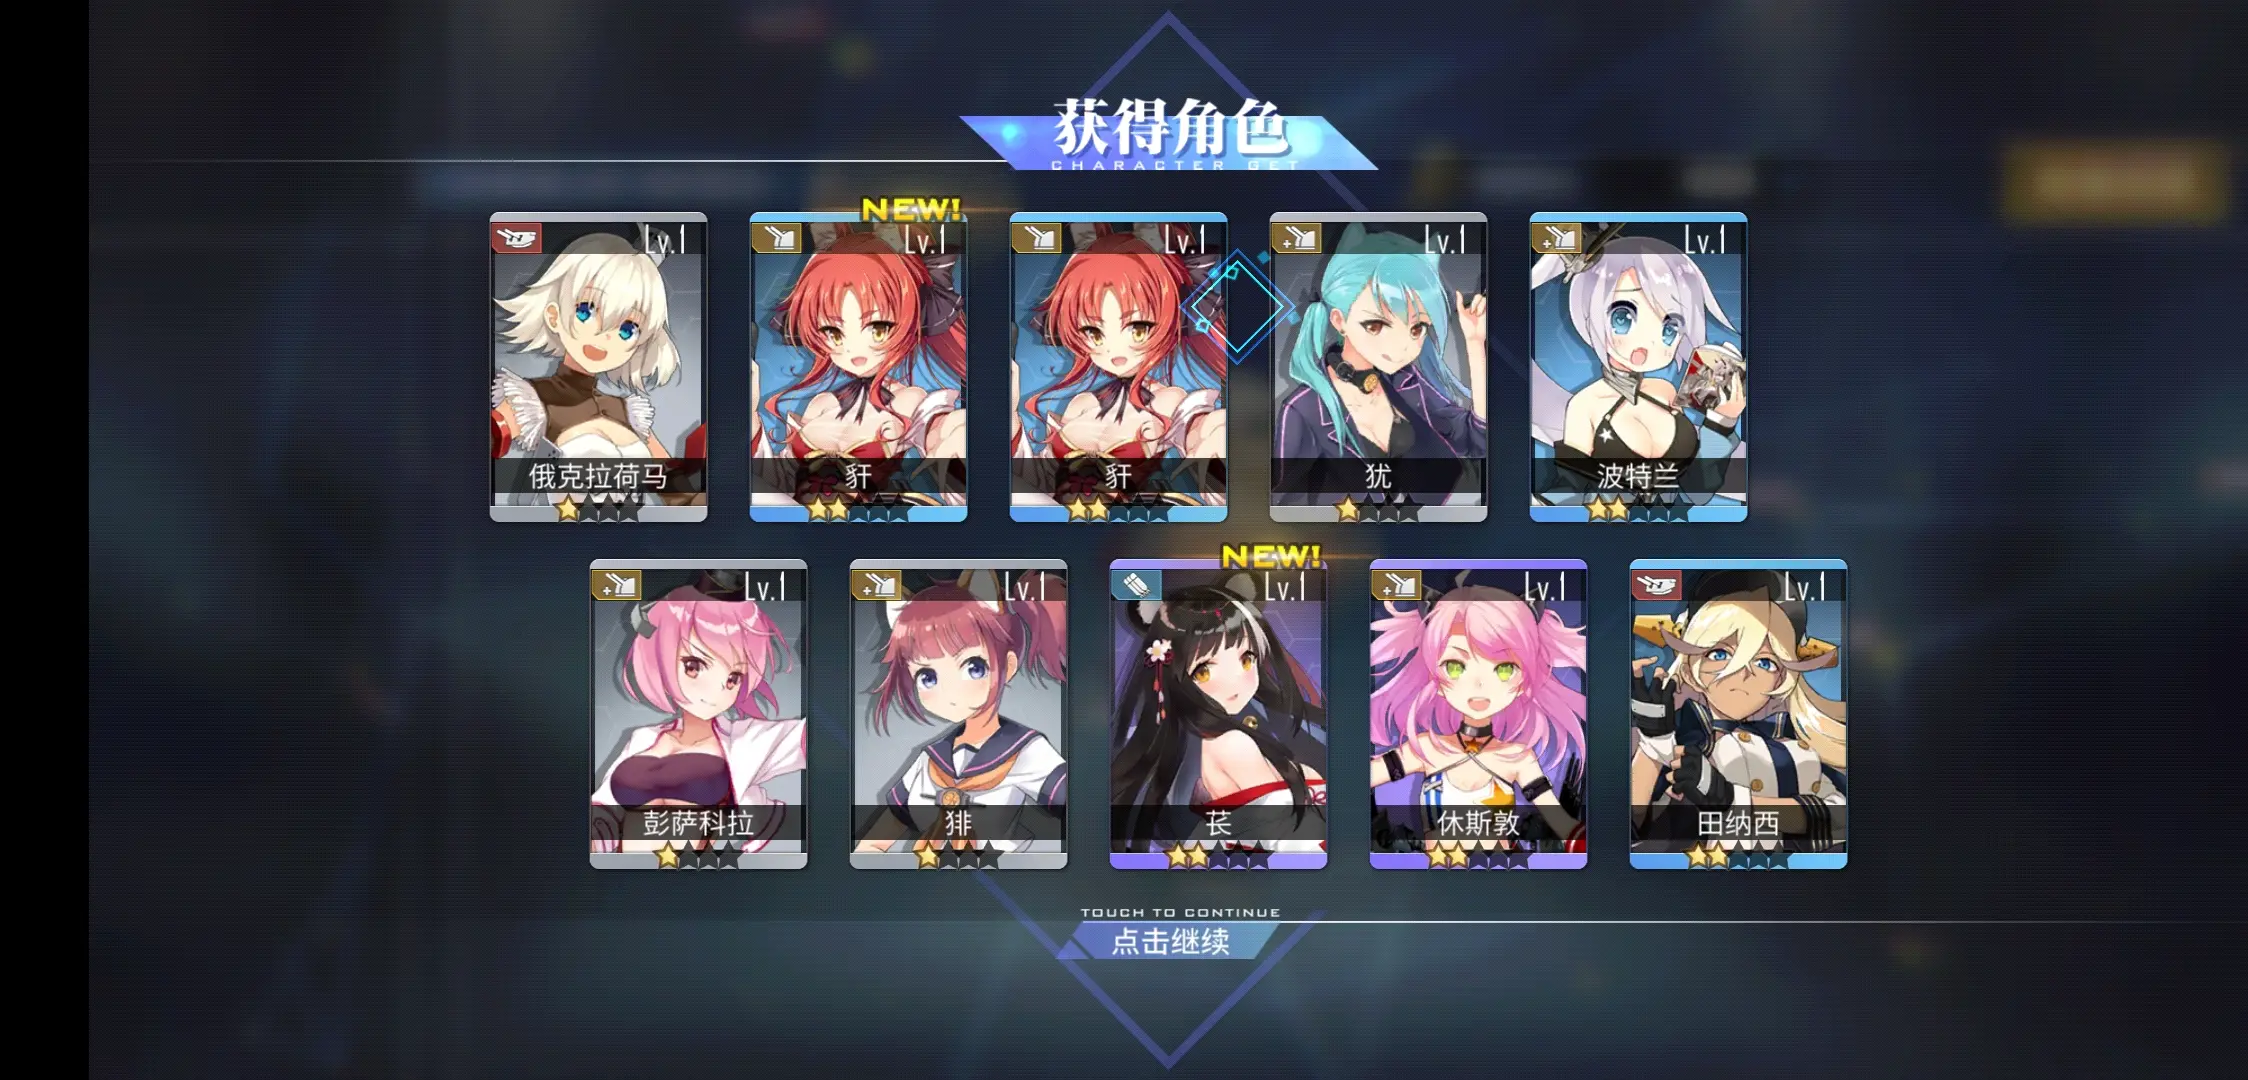 获得角色
CHARACTER GET
NEW!
Lv.1 Lv.1 Lv.1 Lv.1 Lv.1
俄克拉荷马 豻 豻 犹 波特兰
NEW!
Lv.1 Lv.1 Lv.1 Lv.1 Lv.1
彭萨科拉 猅 苌 休斯敦 田纳西
TOUCH TO CONTINUE
点击继续